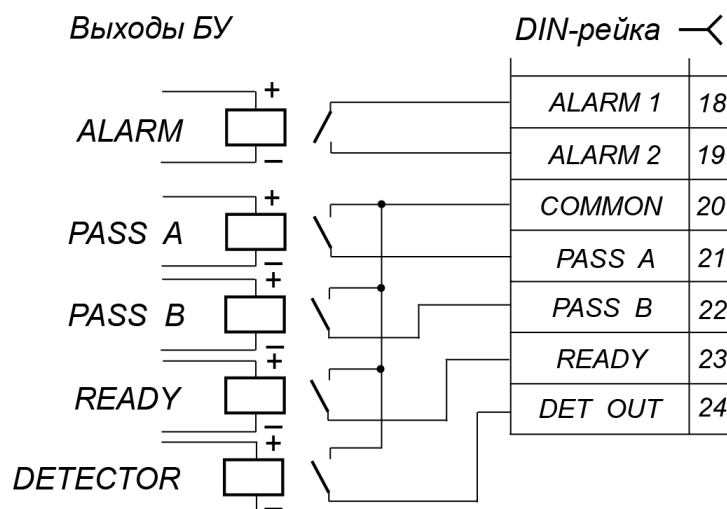 Выходы БУ
DIN-рейка
+
ALARM
−
ALARM 1 18
ALARM 2 19
+
PASS A
−
COMMON 20
PASS A 21
+
PASS B
−
PASS B 22
+
READY
−
READY 23
+
DETECTOR
−
DET OUT 24